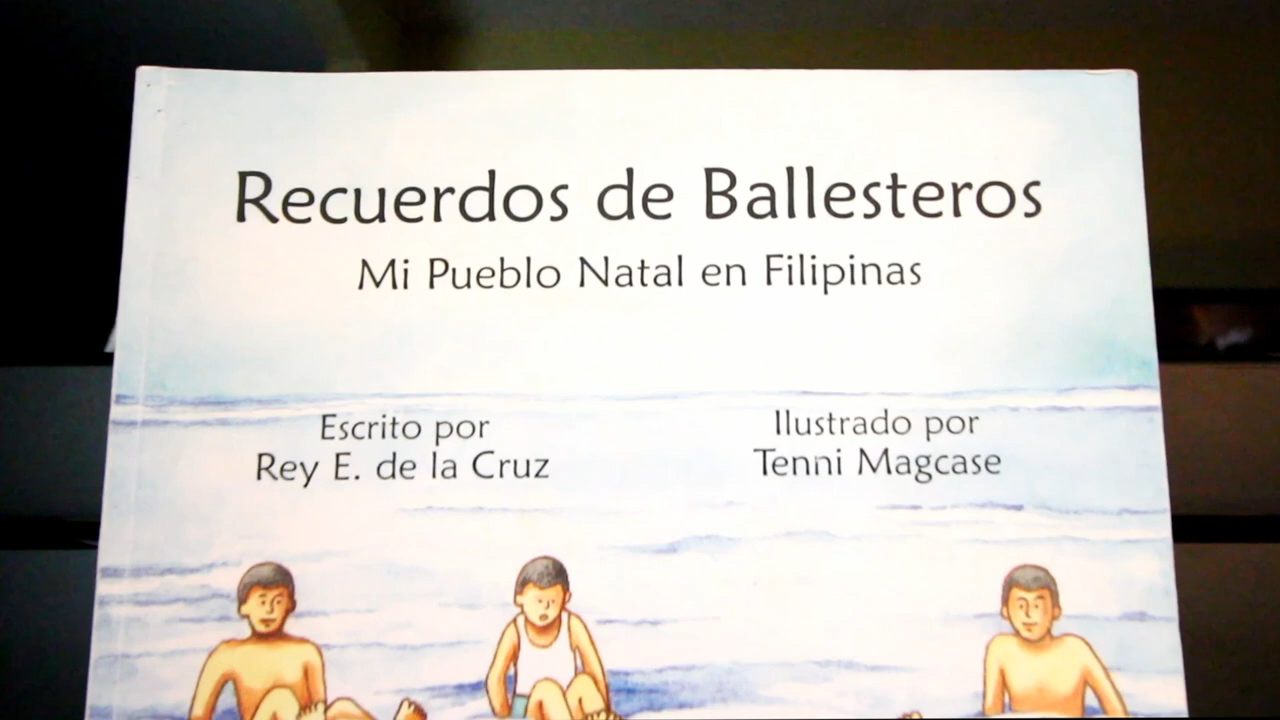 Recuerdos de Ballesteros
Mi Pueblo Natal en Filipinas
Escrito por
Rey E. de la Cruz
Ilustrado por
Tenni Magcase